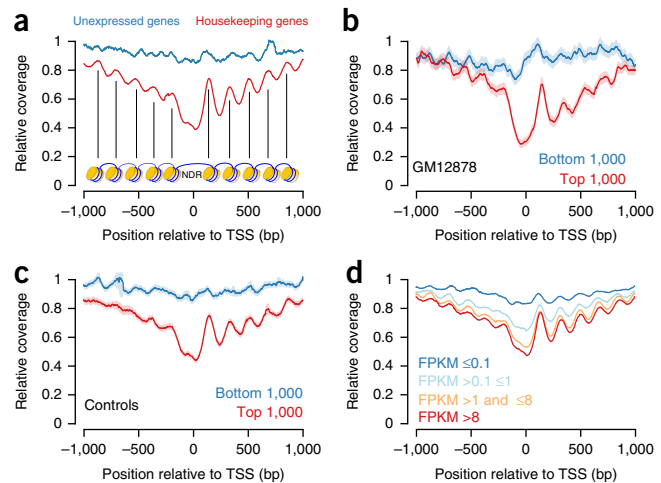 a
Unexpressed genes
Housekeeping genes
Relative coverage
1
0.8
0.6
0.4
0.2
0
NDR
−1,000
−500
0
500
1,000
Position relative to TSS (bp)
b
Relative coverage
1
0.8
0.6
0.4
0.2
0
GM12878
Bottom 1,000
Top 1,000
−1,000
−500
0
500
1,000
Position relative to TSS (bp)
c
Relative coverage
1
0.8
0.6
0.4
0.2
0
Controls
Bottom 1,000
Top 1,000
−1,000
−500
0
500
1,000
Position relative to TSS (bp)
d
Relative coverage
1
0.8
0.6
0.4
0.2
0
FPKM ≤0.1
FPKM >0.1 ≤1
FPKM >1 and ≤8
FPKM >8
−1,000
−500
0
500
1,000
Position relative to TSS (bp)